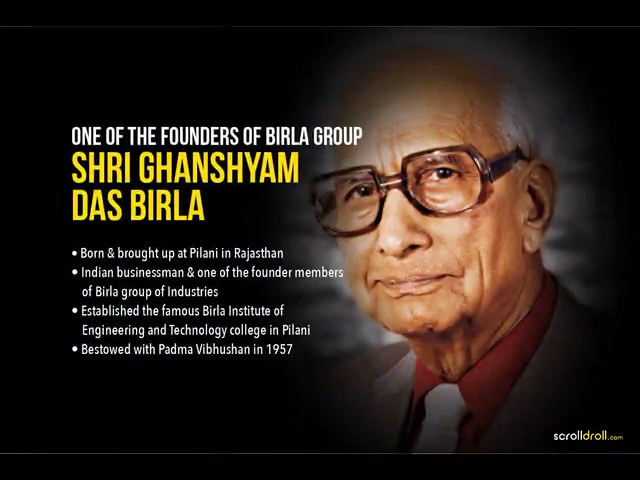 ONE OF THE FOUNDERS OF BIRLA GROUP
SHRI GHANSHYAM
DAS BIRLA
• Born & brought up at Pilani in Rajasthan
• Indian businessman & one of the founder members
of Birla group of Industries
• Established the famous Birla Institute of
Engineering and Technology college in Pilani
• Bestowed with Padma Vibhushan in 1957
scrolldroll.com